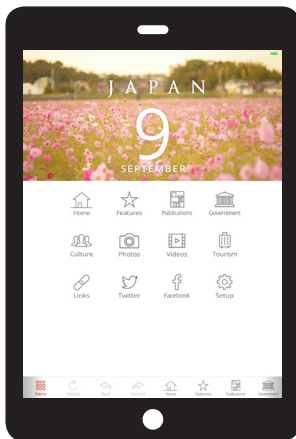 JAPAN
9
SEPTEMBER
Home Features Publications Government
Culture Photos Videos Tourism
Links Twitter Facebook Setup
Menu Reload Back Forward Home Features Publications Government